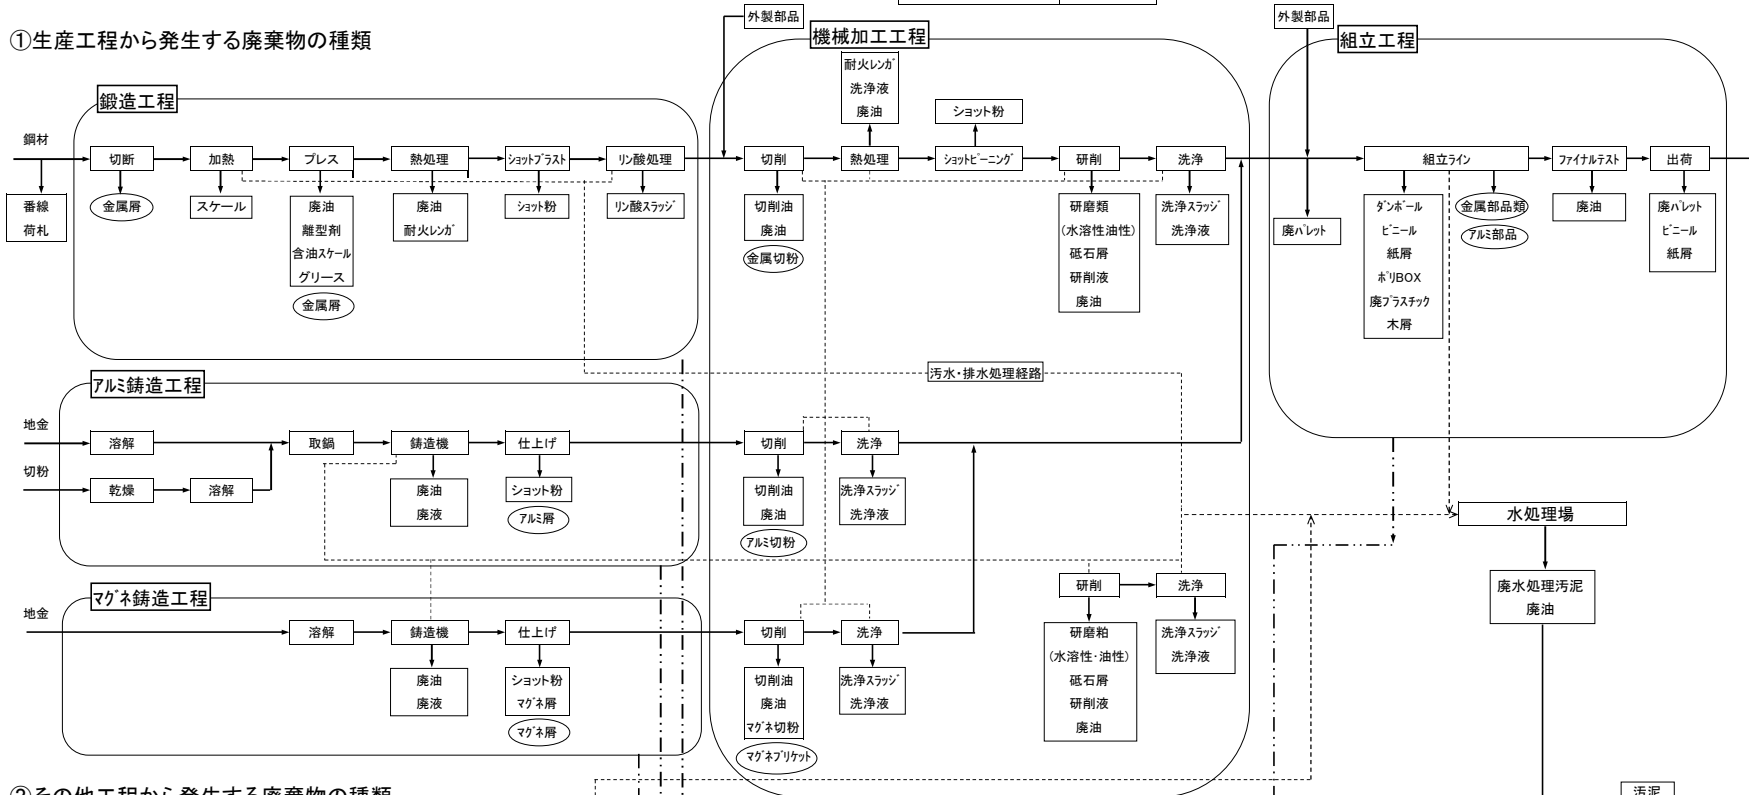 ①生産工程から発生する廃棄物の種類
外製部品
機械加工工程
外製部品
組立工程
鍛造工程
鋼材
番線
荷札
切断
金属屑
加熱
スケール
プレス
廃油
離型剤
含油スケール
グリース
金属屑
熱処理
廃油
耐火レンガ
ショットブラスト
ショット粉
リン酸処理
リン酸スラッジ
切削
切削油
廃油
金属切粉
耐火レンガ
洗浄液
廃油
熱処理
ショット粉
ショットピーニング
研削
研磨類
(水溶性油性)
砥石屑
研削液
廃油
洗浄
洗浄スラッジ
洗浄液
廃パレット
組立ライン
ダンボール
ビニール
紙屑
ポリBOX
廃プラスチック
木屑
金属部品類
アルミ部品
ファイナルテスト
廃油
出荷
廃パレット
ビニール
紙屑
汚水・排水処理経路
アルミ鋳造工程
地金
溶解
切粉
乾燥
溶解
取鍋
鋳造機
廃油
廃液
仕上げ
ショット粉
アルミ屑
切削
切削油
廃油
アルミ切粉
洗浄
洗浄スラッジ
洗浄液
水処理場
廃水処理汚泥
廃油
マグネ鋳造工程
地金
溶解
鋳造機
廃油
廃液
仕上げ
ショット粉
マグネ屑
マグネ屑
切削
切削油
廃油
マグネ切粉
マグネブリケット
洗浄
洗浄スラッジ
洗浄液
研削
研磨粕
(水溶性・油性)
砥石屑
研削液
廃油
洗浄
洗浄スラッジ
洗浄液
②その他工程から発生する廃棄物の種類
汚泥